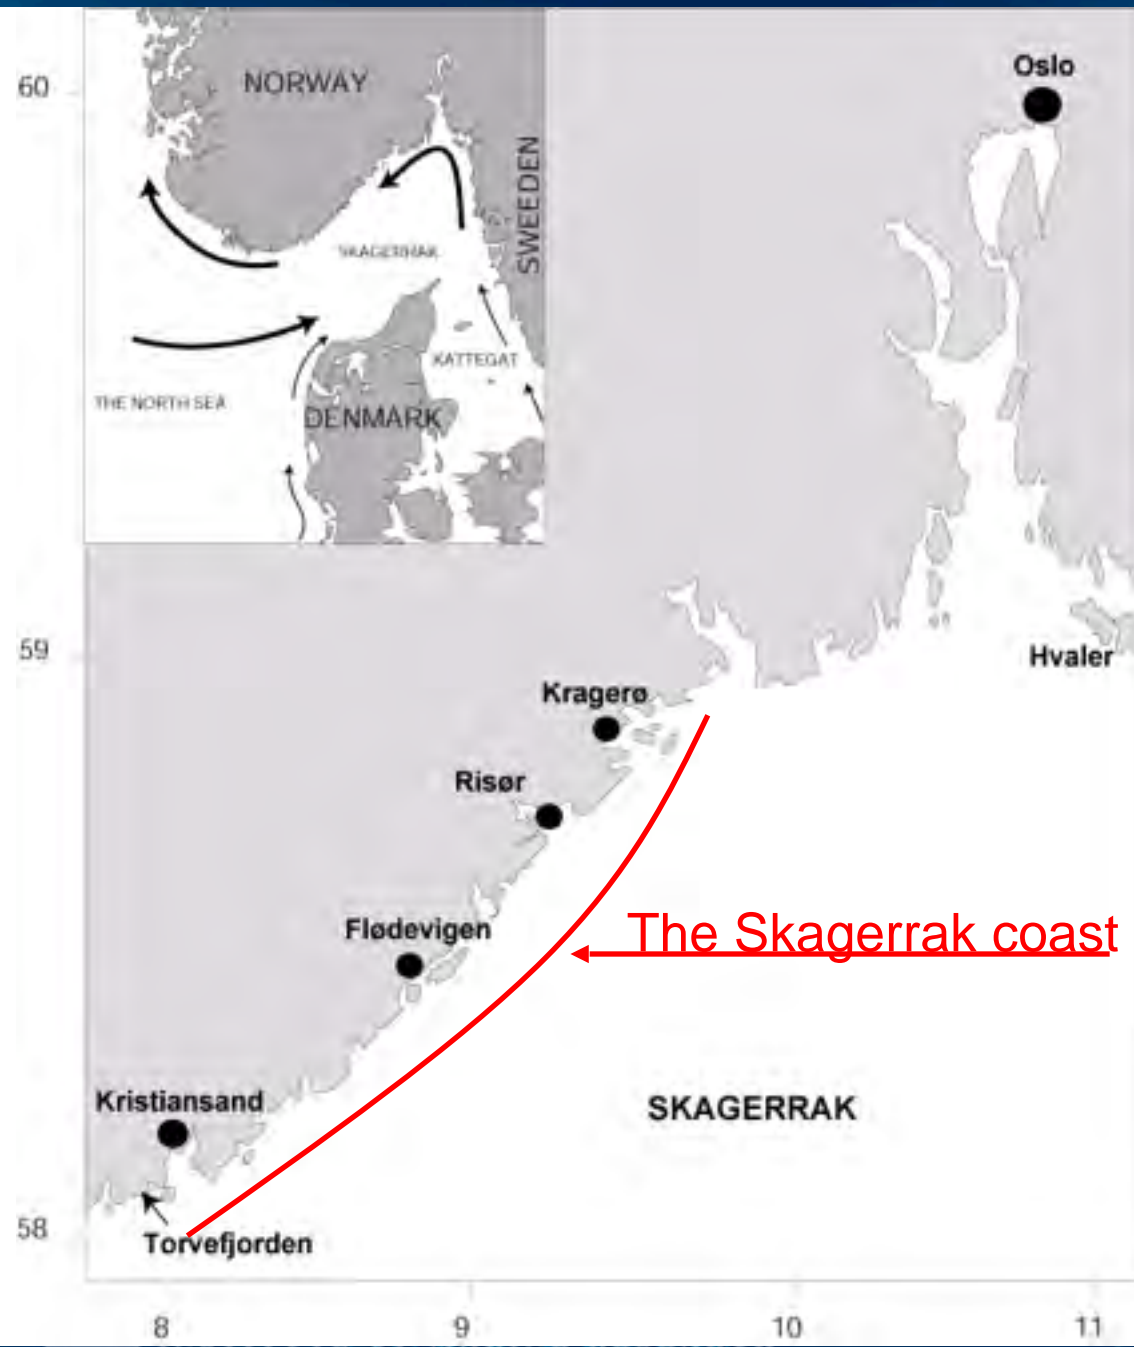 60
Oslo
NORWAY
SWEEDEN
SKAGERRAK
KATTEGAT
THE NORTH SEA
DENMARK
59
Hvaler
Kragerø
Risør
Flødevigen
The Skagerrak coast
Kristiansand
SKAGERRAK
58
Torvefjorden
8
9
10
11